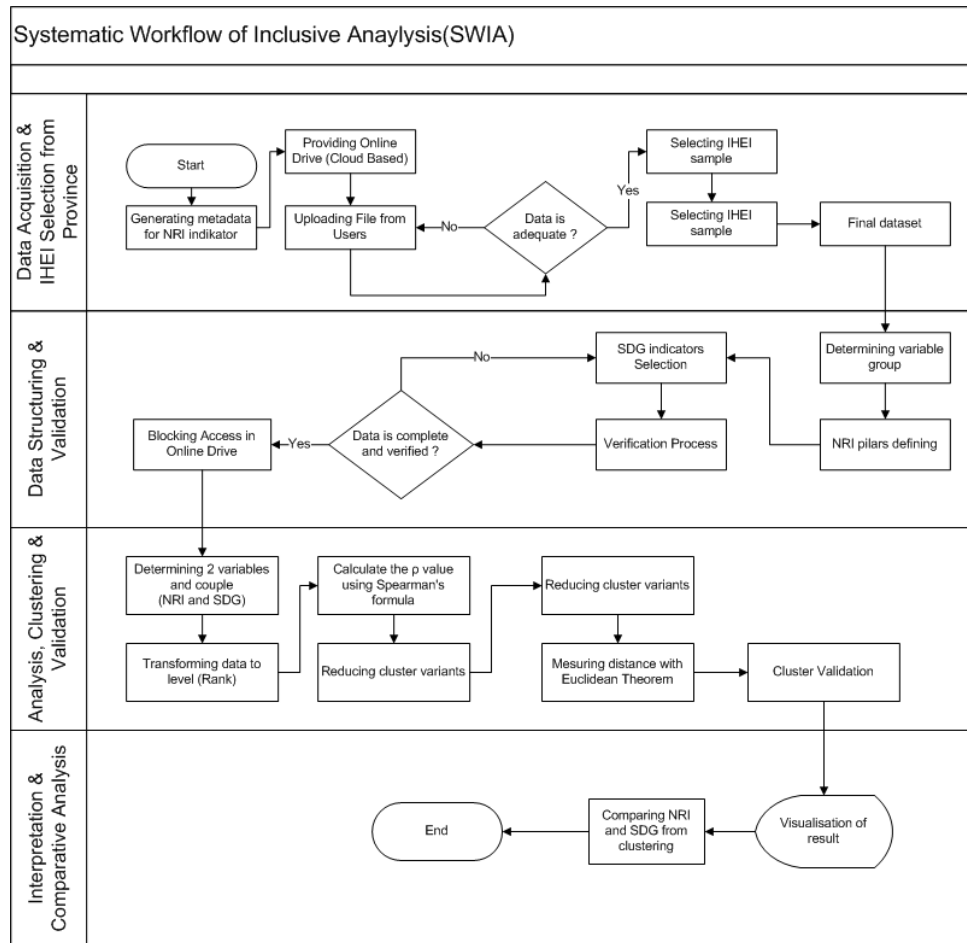 Systematic Workflow of Inclusive Anaylysis(SWIA)
Data Acquisition &
IHEI Selection from
Province
Start
Generating metadata
for NRI indikator
Providing Online
Drive (Cloud Based)
Uploading File from
Users
No
Data is
adequate ?
Yes
Selecting IHEI
sample
Selecting IHEI
sample
Final dataset
Data Structuring &
Validation
Determining variable
group
NRI pilars defining
SDG indicators
Selection
Verification Process
No
Data is complete
and verified ?
Yes
Blocking Access in
Online Drive
Analysis, Clustering &
Validation
Determining 2 variables
and couple
(NRI and SDG)
Transforming data to
level (Rank)
Calculate the ρ value
using Spearman's
formula
Reducing cluster variants
Reducing cluster variants
Mesuring distance with
Euclidean Theorem
Cluster Validation
Interpretation &
Comparative Analysis
Visualisation of
result
Comparing NRI
and SDG from
clustering
End